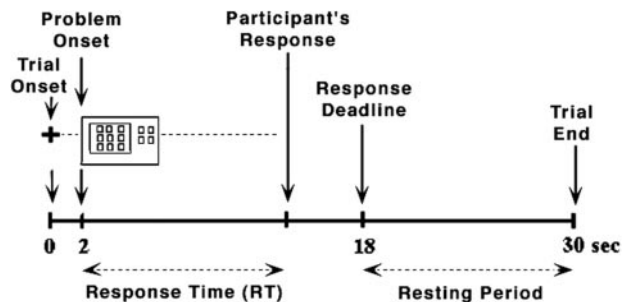 Problem
Onset
Participant's
Response
Trial
Onset
Response
Deadline
Trial
End
0
2
18
30 sec
Response Time (RT)
Resting Period